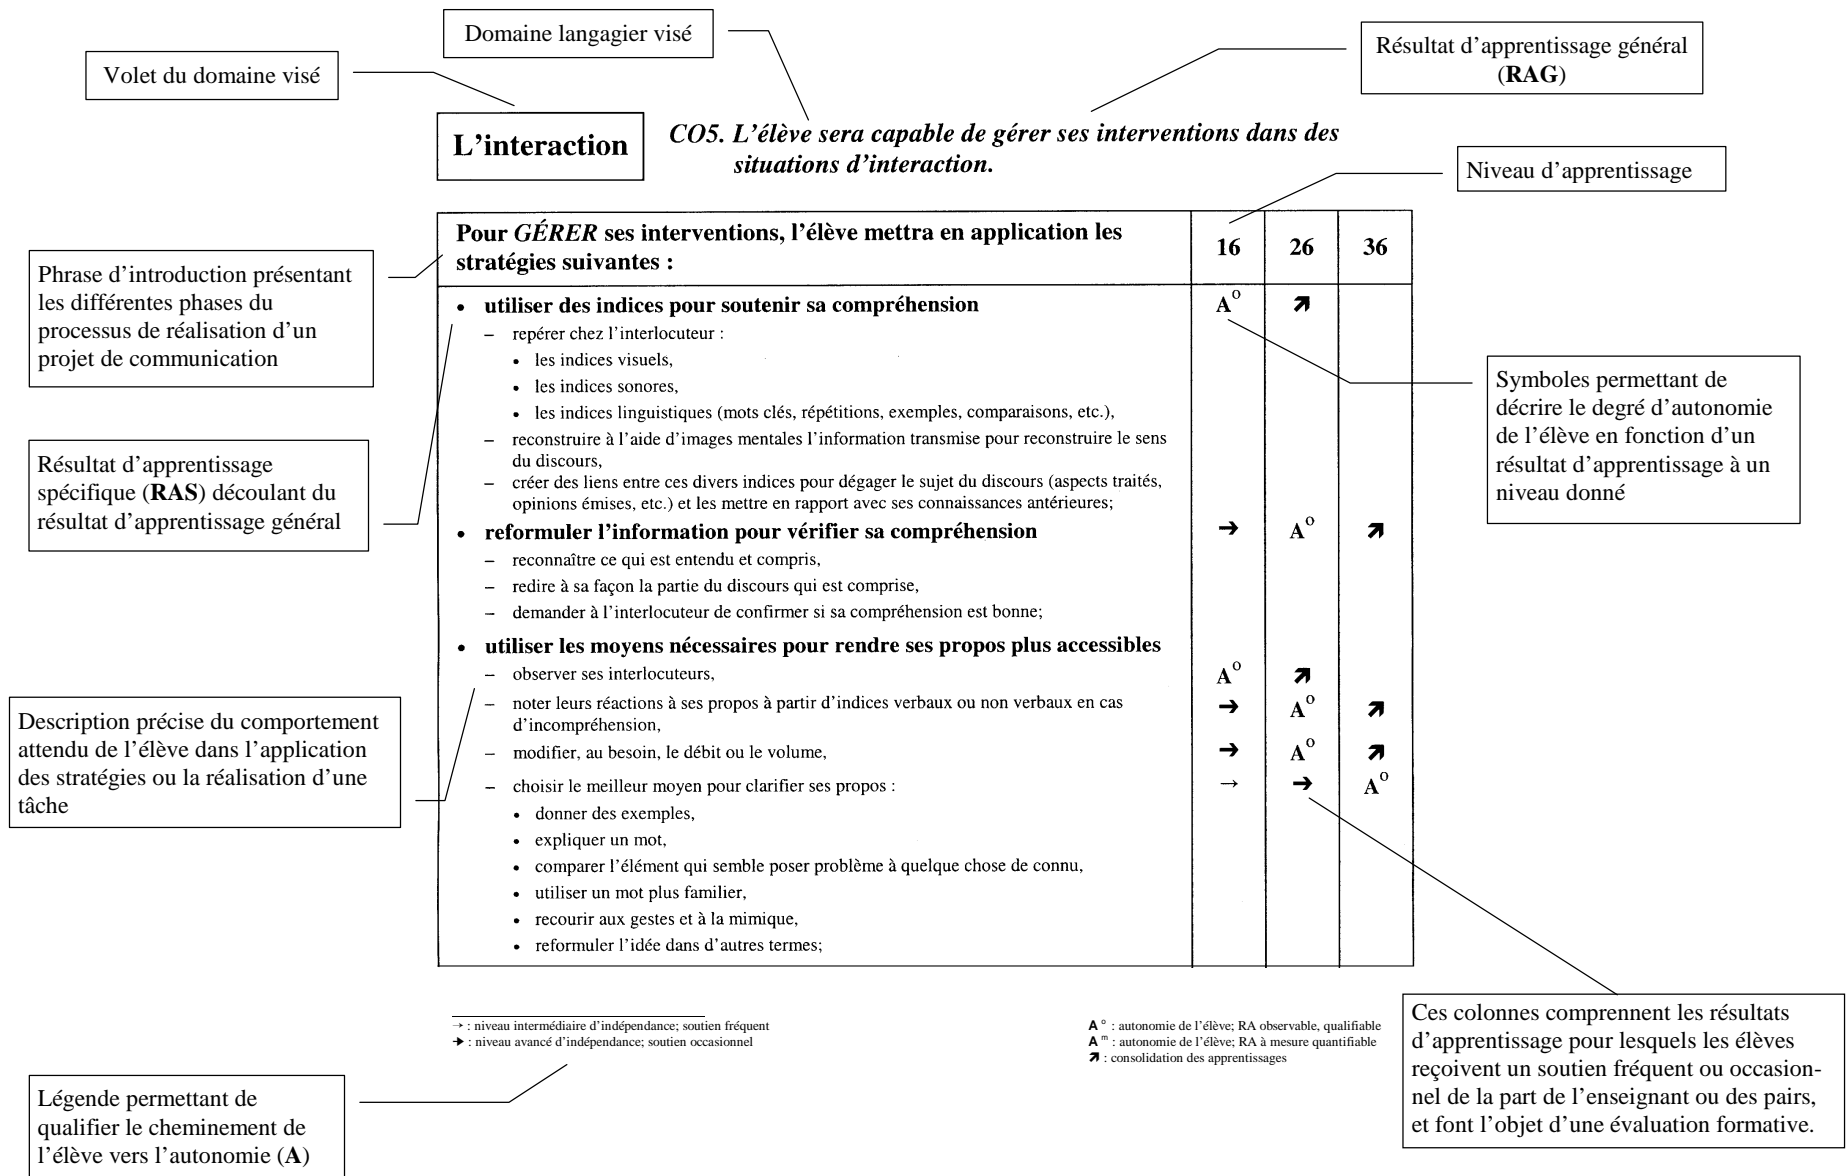 Domaine langagier visé
Volet du domaine visé
Résultat d'apprentissage général
(RAG)
L'interaction
CO5. L'élève sera capable de gérer ses interventions dans des
situations d'interaction.
Niveau d'apprentissage
Pour GÉRER ses interventions, l'élève mettra en application les
stratégies suivantes :
16 26 36
Phrase d'introduction présentant
les différentes phases du
processus de réalisation d'un
projet de communication
• utiliser des indices pour soutenir sa compréhension A° ➔
– repérer chez l'interlocuteur :
• les indices visuels,
• les indices sonores,
• les indices linguistiques (mots clés, répétitions, exemples, comparaisons, etc.),
– reconstruire à l'aide d'images mentales l'information transmise pour reconstruire le sens
du discours,
– créer des liens entre ces divers indices pour dégager le sujet du discours (aspects traités,
opinions émises, etc.) et les mettre en rapport avec ses connaissances antérieures;
Symboles permettant de
décrire le degré d'autonomie
de l'élève en fonction d'un
résultat d'apprentissage à un
niveau donné
Résultat d'apprentissage
spécifique (RAS) découlant du
résultat d'apprentissage général
• reformuler l'information pour vérifier sa compréhension ➔ A° ↗
– reconnaître ce qui est entendu et compris,
– redire à sa façon la partie du discours qui est comprise,
– demander à l'interlocuteur de confirmer si sa compréhension est bonne;
• utiliser les moyens nécessaires pour rendre ses propos plus accessibles
– observer ses interlocuteurs, A° ↗
– noter leurs réactions à ses propos à partir d'indices verbaux ou non verbaux en cas ➔ A° ↗
d'incompréhension,
– modifier, au besoin, le débit ou le volume, ➔ A° ↗
– choisir le meilleur moyen pour clarifier ses propos : → ➔ A°
• donner des exemples,
• expliquer un mot,
• comparer l'élément qui semble poser problème à quelque chose de connu,
• utiliser un mot plus familier,
• recourir aux gestes et à la mimique,
• reformuler l'idée dans d'autres termes;
Description précise du comportement
attendu de l'élève dans l'application
des stratégies ou la réalisation d'une
tâche
→ : niveau intermédiaire d'indépendance; soutien fréquent
➔ : niveau avancé d'indépendance; soutien occasionnel
A ° : autonomie de l'élève; RA observable, qualifiable
A ᵐ : autonomie de l'élève; RA à mesure quantifiable
↗ : consolidation des apprentissages
Ces colonnes comprennent les résultats
d'apprentissage pour lesquels les élèves
reçoivent un soutien fréquent ou occasion-
nel de la part de l'enseignant ou des pairs,
et font l'objet d'une évaluation formative.
Légende permettant de
qualifier le cheminement de
l'élève vers l'autonomie (A)